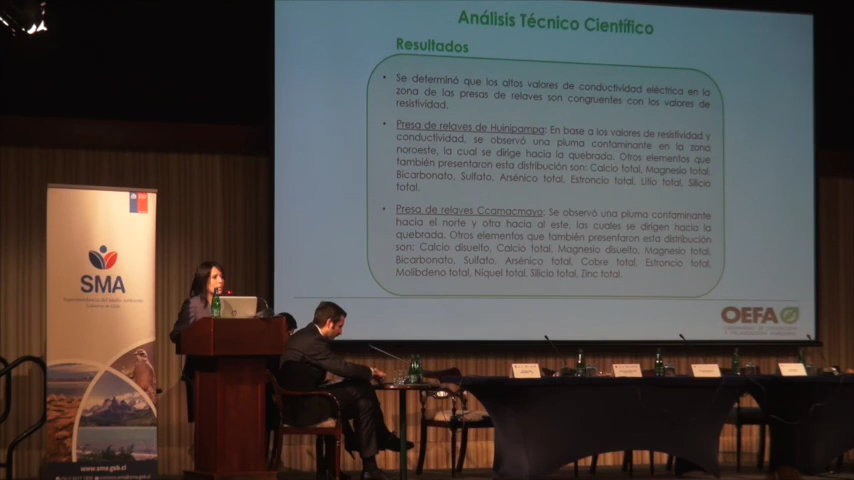 Análisis Técnico Científico
Resultados
• Se determinó que los altos valores de conductividad eléctrica en la
zona de las presas de relaves son congruentes con los valores de
resistividad.
• Presa de relaves de Huinipampa: En base a los valores de resistividad y
conductividad, se observó una pluma contaminante en la zona
noroeste, la cual se dirige hacia la quebrada. Otros elementos que
también presentaron esta distribución son: Calcio total, Magnesio total,
Bicarbonato, Sulfato, Arsénico total, Estroncio total, Litio total, Silicio
total.
• Presa de relaves Ccamacmayo: Se observó una pluma contaminante
hacia el norte y otra hacia al este, las cuales se dirigen hacia la
quebrada. Otros elementos que también presentaron esta distribución
son: Calcio disuelto, Calcio total, Magnesio disuelto, Magnesio total,
Bicarbonato, Sulfato, Arsénico total, Cobre total, Estroncio total,
Molibdeno total, Niquel total, Silicio total, Zinc total.
OEFA
SMA
www.sma.gob.cl